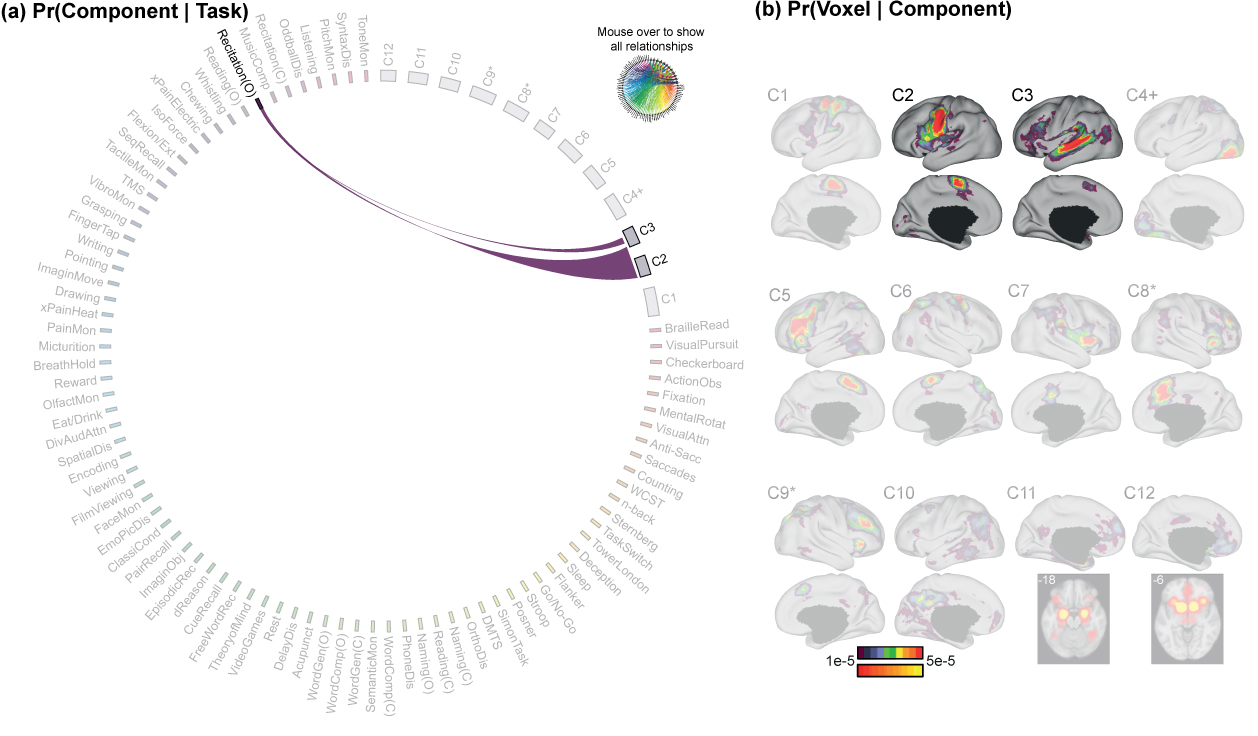 (a) Pr(Component | Task)
(b) Pr(Voxel | Component)
Mouse over to show
all relationships
C12
C11
C10
C9*
C8*
C7
C6
C5
C4+
C3
C2
C1
BrailleRead
VisualPursuit
Checkerboard
ActionObs
Fixation
MentalRotat
VisualAttn
Anti-Sacc
Saccades
Counting
WCST
n-back
Sternberg
TaskSwitch
TowerLondon
Deception
Sleep
Flanker
Go/No-Go
Stroop
Posner
SimonTask
DMTS
OrthoDis
Naming(C)
Reading(C)
Naming(O)
PhoneDis
WordComp(C)
SemanticMon
WordGen(C)
WordComp(O)
WordGen(O)
Acupunct
DelayDis
Rest
VideoGames
TheoryofMind
FreeWordRec
CueRecall
dReason
EpisodicRec
ImaginObj
PairRecall
ClassiCond
EmoPicDis
FaceMon
FilmViewing
Viewing
Encoding
SpatialDis
DivAudAttn
Eat/Drink
OlfactMon
Reward
BreathHold
Micturition
PainMon
xPainHeat
Drawing
ImaginMove
Pointing
Writing
FingerTap
Grasping
VibroMon
TMS
TactileMon
SeqRecall
Flexion/Ext
IsoForce
xPainElectric
Chewing
Whistling
Reading(O)
Recitation(O)
MusicComp
Recitation(C)
OddballDis
Listening
PitchMon
SyntaxDis
ToneMon
C1
C2
C3
C4+
C5
C6
C7
C8*
C9*
C10
C11
C12
-18
-6
1e-5
5e-5